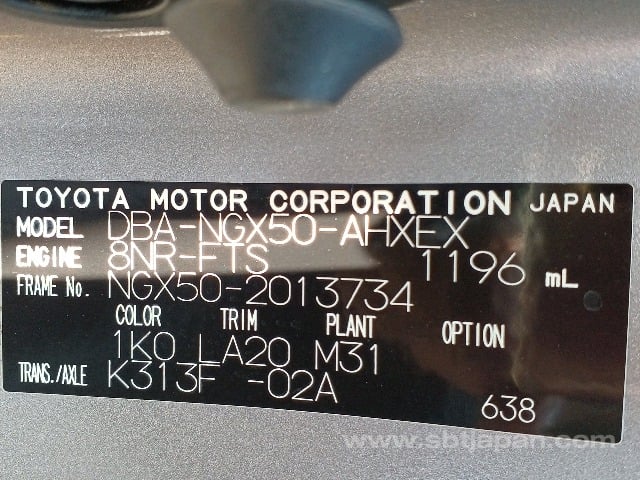 TOYOTA MOTOR CORPORATION JAPAN
MODEL DBA-NGX50-AHXEX
ENGINE 8NR-FTS 1196 mL
FRAME No. NGX50-2013734
COLOR TRIM PLANT OPTION
1K0 LA20 M31
TRANS./AXLE K313F -02A
638
www.sbtjapan.com